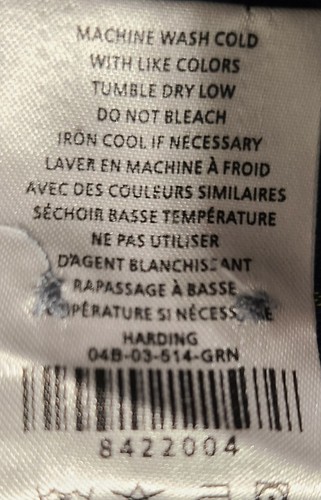 MACHINE WASH COLD
WITH LIKE COLORS
TUMBLE DRY LOW
DO NOT BLEACH
IRON COOL IF NECESSARY
LAVER EN MACHINE À FROID
AVEC DES COULEURS SIMILAIRES
SÉCHOIR BASSE TEMPÉRATURE
NE PAS UTILISER
D'AGENT BLANCHISSANT
RAPASSAGE À BASSE
SI
HARDING
04B-03-514-GRN
8422004